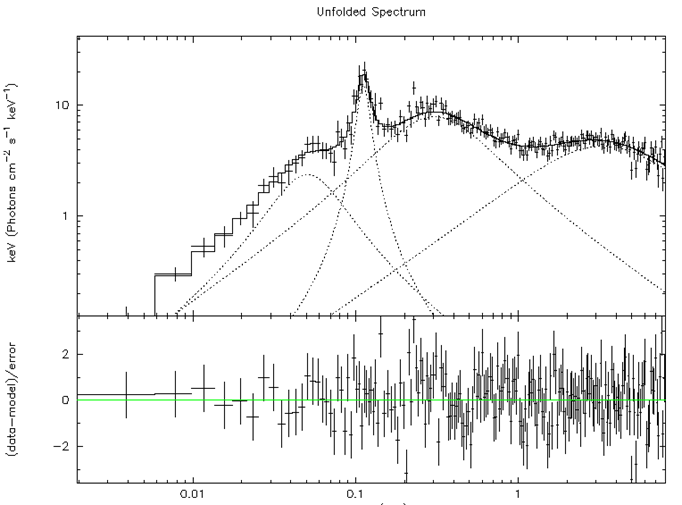 Unfolded Spectrum
keV (Photons cm−2 s−1 keV−1)
10
1
(data−model)/error
2
0
−2
0.01
0.1
1